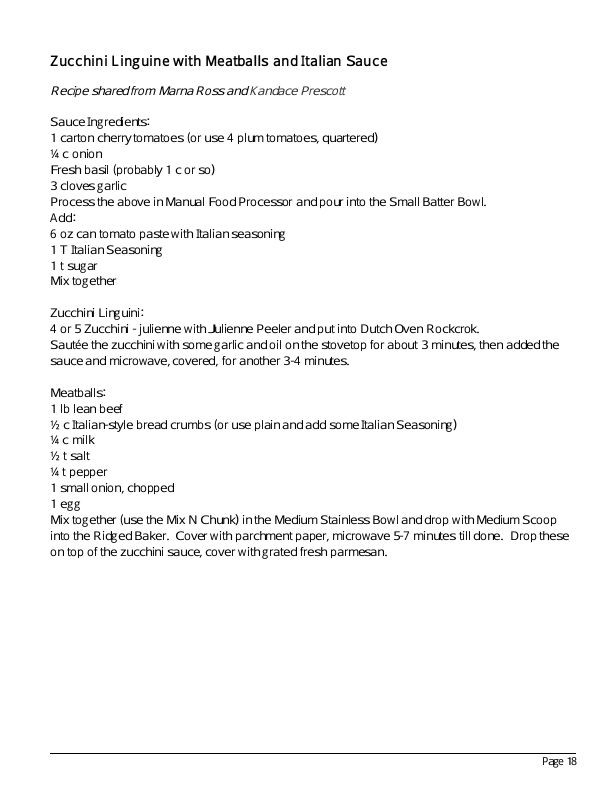 Zucchini Linguine with Meatballs and Italian Sauce
Recipe shared from Marna Ross and Kandace Prescott
Sauce Ingredients:
1 carton cherry tomatoes (or use 4 plum tomatoes, quartered)
¼ c onion
Fresh basil (probably 1 c or so)
3 cloves garlic
Process the above in Manual Food Processor and pour into the Small Batter Bowl.
Add:
6 oz can tomato paste with Italian seasoning
1 T Italian Seasoning
1 t sugar
Mix together
Zucchini Linguini:
4 or 5 Zucchini - julienne with Julienne Peeler and put into Dutch Oven Rockcrok.
Sautée the zucchini with some garlic and oil on the stovetop for about 3 minutes, then added the
sauce and microwave, covered, for another 3-4 minutes.
Meatballs:
1 lb lean beef
½ c Italian-style bread crumbs (or use plain and add some Italian Seasoning)
¼ c milk
½ t salt
¼ t pepper
1 small onion, chopped
1 egg
Mix together (use the Mix N Chunk) in the Medium Stainless Bowl and drop with Medium Scoop
into the Ridged Baker. Cover with parchment paper, microwave 5-7 minutes till done. Drop these
on top of the zucchini sauce, cover with grated fresh parmesan.
Page 18